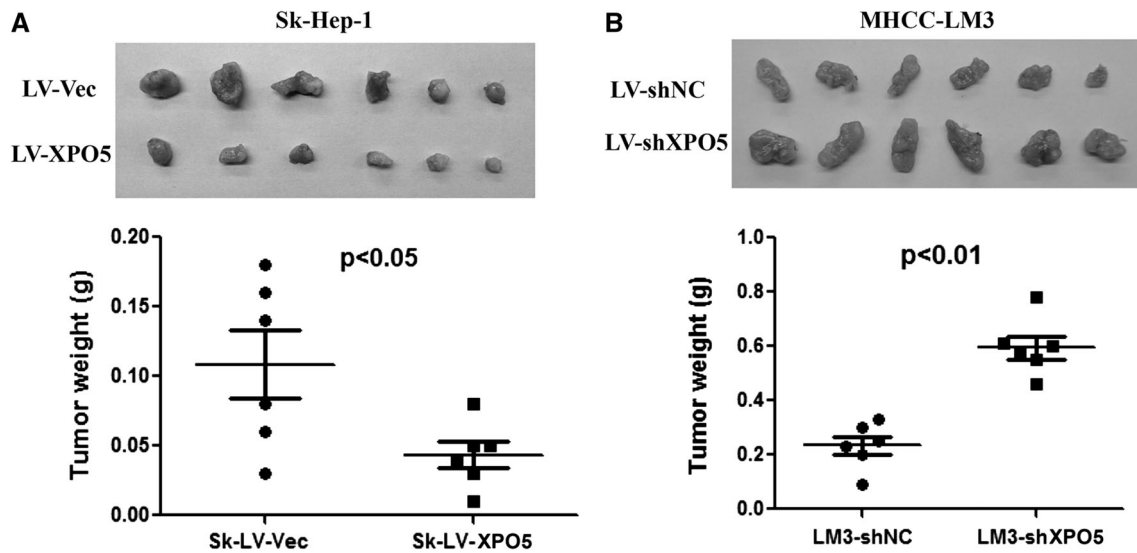 A
Sk-Hep-1
LV-Vec
LV-XPO5
Tumor weight (g)
0.20
0.15
0.10
0.05
0.00
p<0.05
Sk-LV-Vec
Sk-LV-XPO5
B
MHCC-LM3
LV-shNC
LV-shXPO5
Tumor weight (g)
1.0
0.8
0.6
0.4
0.2
0.0
p<0.01
LM3-shNC
LM3-shXPO5